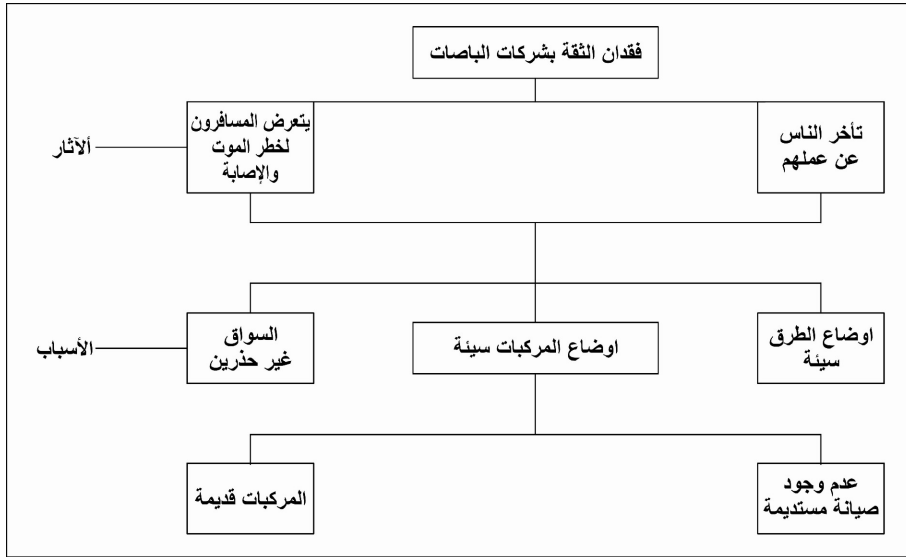 فقدان الثقة بشركات الباصات
تأخر الناس
عن عملهم
يتعرض المسافرون
لخطر الموت
والإصابة
ألآثار
اوضاع الطرق
سيئة
اوضاع المركبات سيئة
السواق
غير حذرين
الأسباب
عدم وجود
صيانة مستديمة
المركبات قديمة